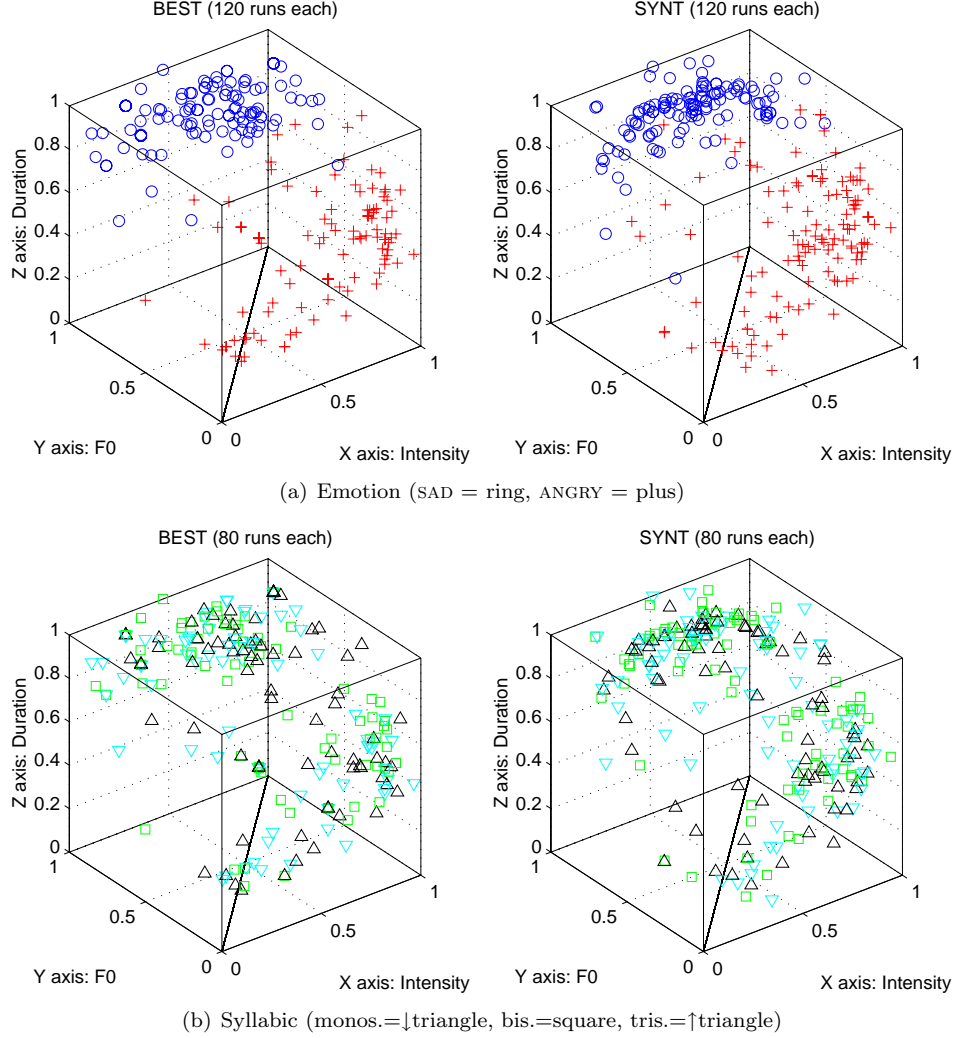 BEST (120 runs each)
SYNT (120 runs each)
Z axis: Duration
1
0.8
0.6
0.4
0.2
0
1
0.5
0
Y axis: F0
0
0.5
1
X axis: Intensity
Z axis: Duration
1
0.8
0.6
0.4
0.2
0
1
0.5
0
Y axis: F0
0
0.5
1
X axis: Intensity
(a) Emotion (SAD = ring, ANGRY = plus)
BEST (80 runs each)
SYNT (80 runs each)
Z axis: Duration
1
0.8
0.6
0.4
0.2
0
1
0.5
0
Y axis: F0
0
0.5
1
X axis: Intensity
Z axis: Duration
1
0.8
0.6
0.4
0.2
0
1
0.5
0
Y axis: F0
0
0.5
1
X axis: Intensity
(b) Syllabic (monos.=↓triangle, bis.=square, tris.=↑triangle)